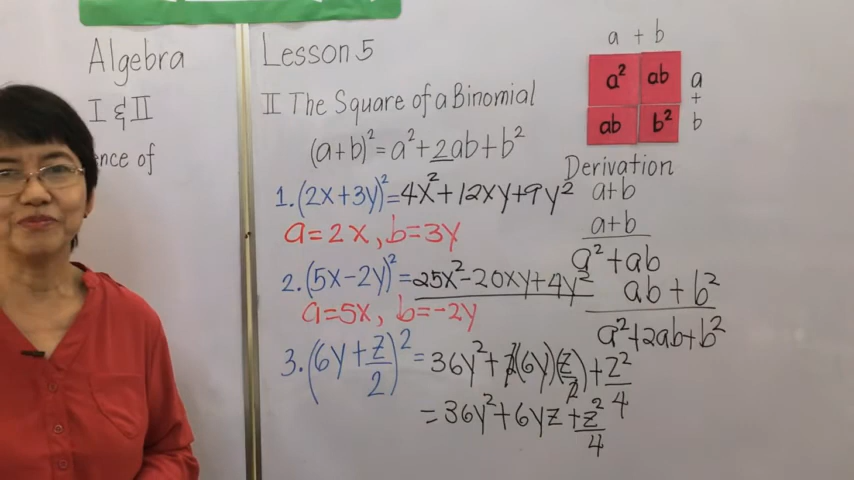 Algebra
I & II
ence of
Lesson 5
II The Square of a Binomial
(a+b)² = a² + 2ab + b²
1. (2x+3y)² = 4x² + 12xy + 9y²
a = 2x, b = 3y
2. (5x-2y)² = 25x² - 20xy + 4y²
a = 5x, b = -2y
3. (6y + z/2)² = 36y² + 2(6y)(z/2) + z²/4
= 36y² + 6yz + z²/4
a + b
a² ab
ab b²
a
+
b
Derivation
a+b
a+b
a² + ab
ab + b²
a² + 2ab + b²